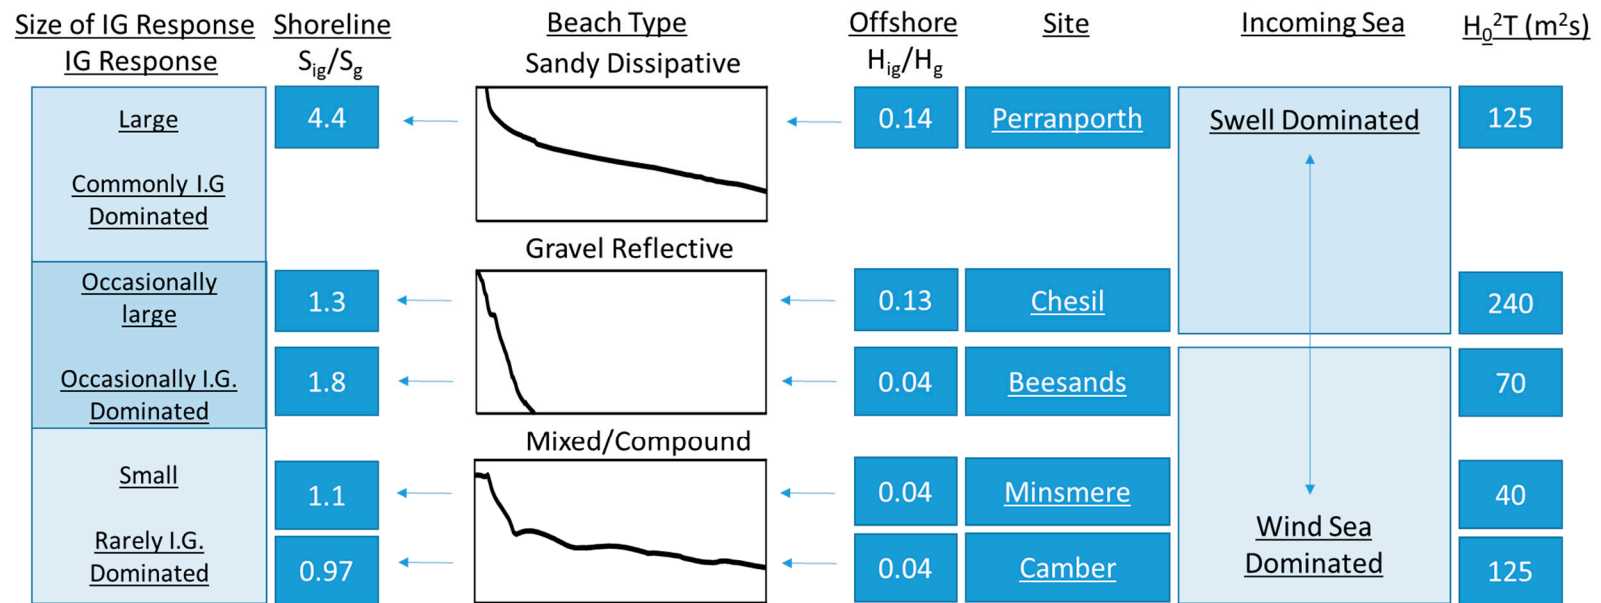 Size of IG Response Shoreline Beach Type Offshore Site Incoming Sea H₀²T (m²s)
IG Response Sig/Sg Sandy Dissipative Hig/Hg
Large 4.4 0.14 Perranporth Swell Dominated 125
Commonly I.G
Dominated
Gravel Reflective
Occasionally
large 1.3 0.13 Chesil 240
Occasionally I.G.
Dominated 1.8 0.04 Beesands 70
Mixed/Compound
Small 1.1 0.04 Minsmere 40
Rarely I.G.
Dominated 0.97 0.04 Camber Wind Sea
Dominated 125